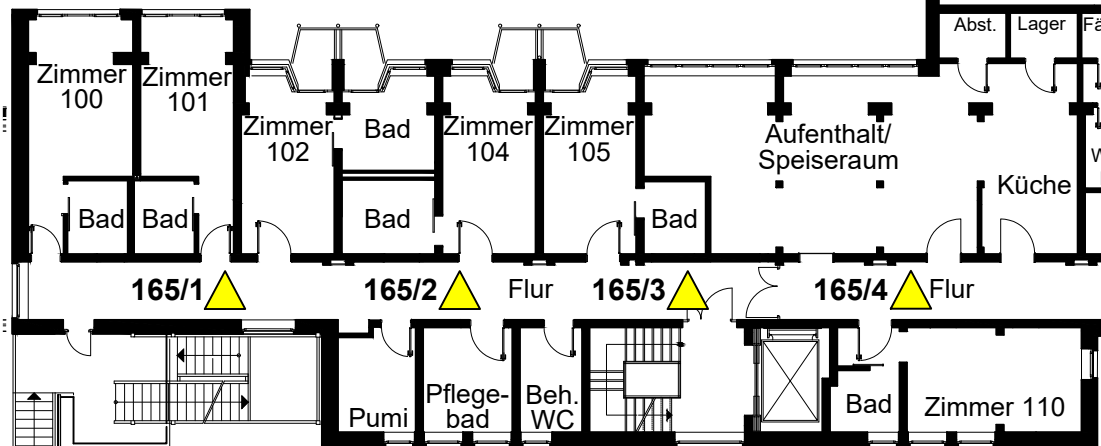 Abst.
Lager
Zimmer
100
Zimmer
101
Zimmer
102
Bad
Zimmer
104
Zimmer
105
Aufenthalt/
Speiseraum
Küche
Bad
Bad
Bad
Bad
165/1
165/2
Flur
165/3
165/4
Flur
Pumi
Pflege-
bad
Beh.
WC
Bad
Zimmer 110